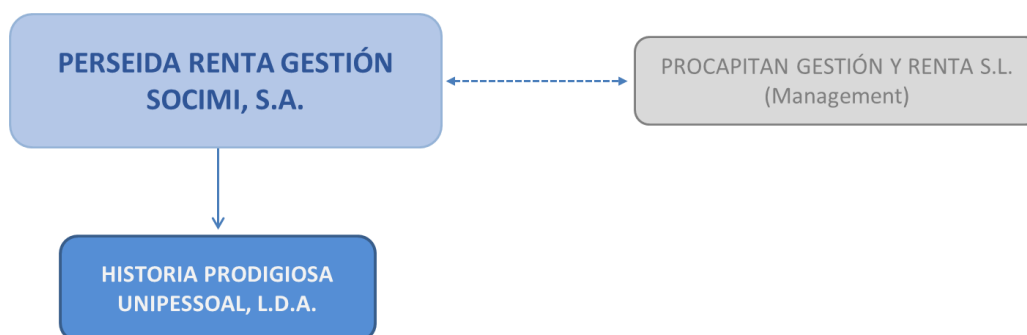 PERSEIDA RENTA GESTIÓN
SOCIMI, S.A.
PROCAPITAN GESTIÓN Y RENTA S.L.
(Management)
HISTORIA PRODIGIOSA
UNIPESSOAL, L.D.A.